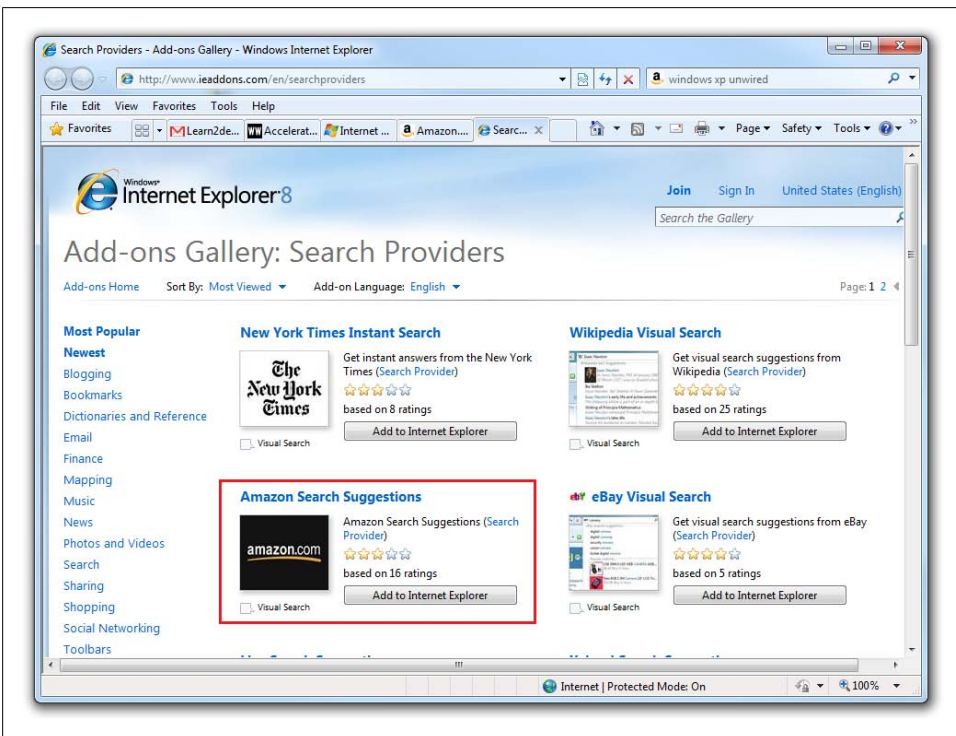 Search Providers - Add-ons Gallery - Windows Internet Explorer
http://www.ieaddons.com/en/searchproviders
windows xp unwired
File Edit View Favorites Tools Help
Favorites
Learn2de...
Accelerat...
Internet ...
Amazon....
Searc...
Page
Safety
Tools
Windows
Internet Explorer 8
Join Sign In United States (English)
Search the Gallery
Add-ons Gallery: Search Providers
Add-ons Home Sort By: Most Viewed Add-on Language: English Page: 1 2
Most Popular
Newest
Blogging
Bookmarks
Dictionaries and Reference
Email
Finance
Mapping
Music
News
Photos and Videos
Search
Sharing
Shopping
Social Networking
Toolbars
New York Times Instant Search
The
New York
Times
Get instant answers from the New York
Times (Search Provider)
based on 8 ratings
Add to Internet Explorer
Visual Search
Wikipedia Visual Search
Get visual search suggestions from
Wikipedia (Search Provider)
based on 25 ratings
Add to Internet Explorer
Visual Search
Amazon Search Suggestions
amazon.com
Amazon Search Suggestions (Search
Provider)
based on 16 ratings
Add to Internet Explorer
Visual Search
eBay Visual Search
Get visual search suggestions from eBay
(Search Provider)
based on 5 ratings
Add to Internet Explorer
Visual Search
Internet | Protected Mode: On
100%